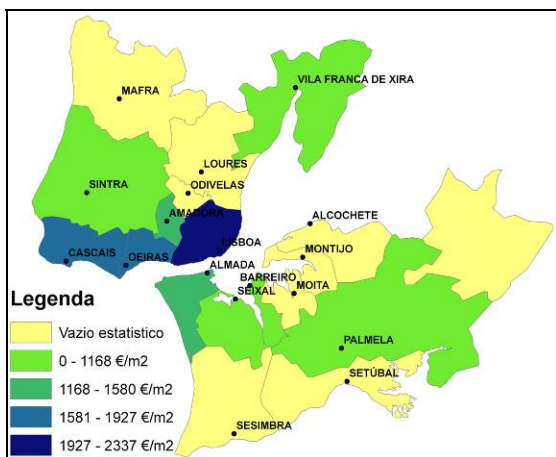 MAFRA
VILA FRANCA DE XIRA
LOURES
SINTRA
ODIVELAS
AMADORA
ALCOCHETE
LISBOA
MONTIJO
CASCAIS
OEIRAS
ALMADA
BARREIRO
SEIXAL
MOITA
PALMELA
SETÚBAL
SESIMBRA
Legenda
Vazio estatistico
0 - 1168 €/m2
1168 - 1580 €/m2
1581 - 1927 €/m2
1927 - 2337 €/m2